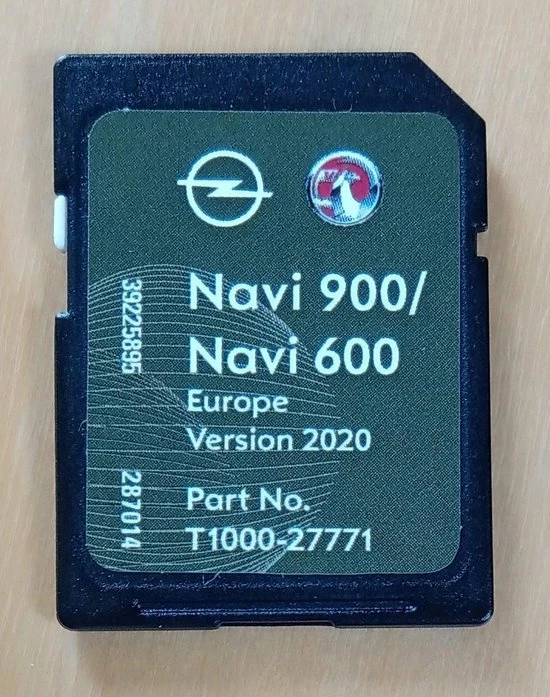 Navi 900/
Navi 600
Europe
Version 2020
Part No.
T1000-27771
39225895
287014